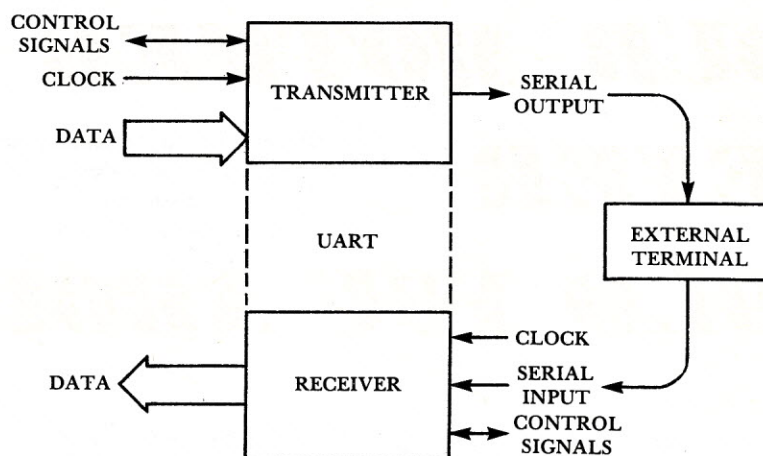 CONTROL
SIGNALS
CLOCK
DATA
TRANSMITTER
SERIAL
OUTPUT
UART
EXTERNAL
TERMINAL
DATA
RECEIVER
CLOCK
SERIAL
INPUT
CONTROL
SIGNALS